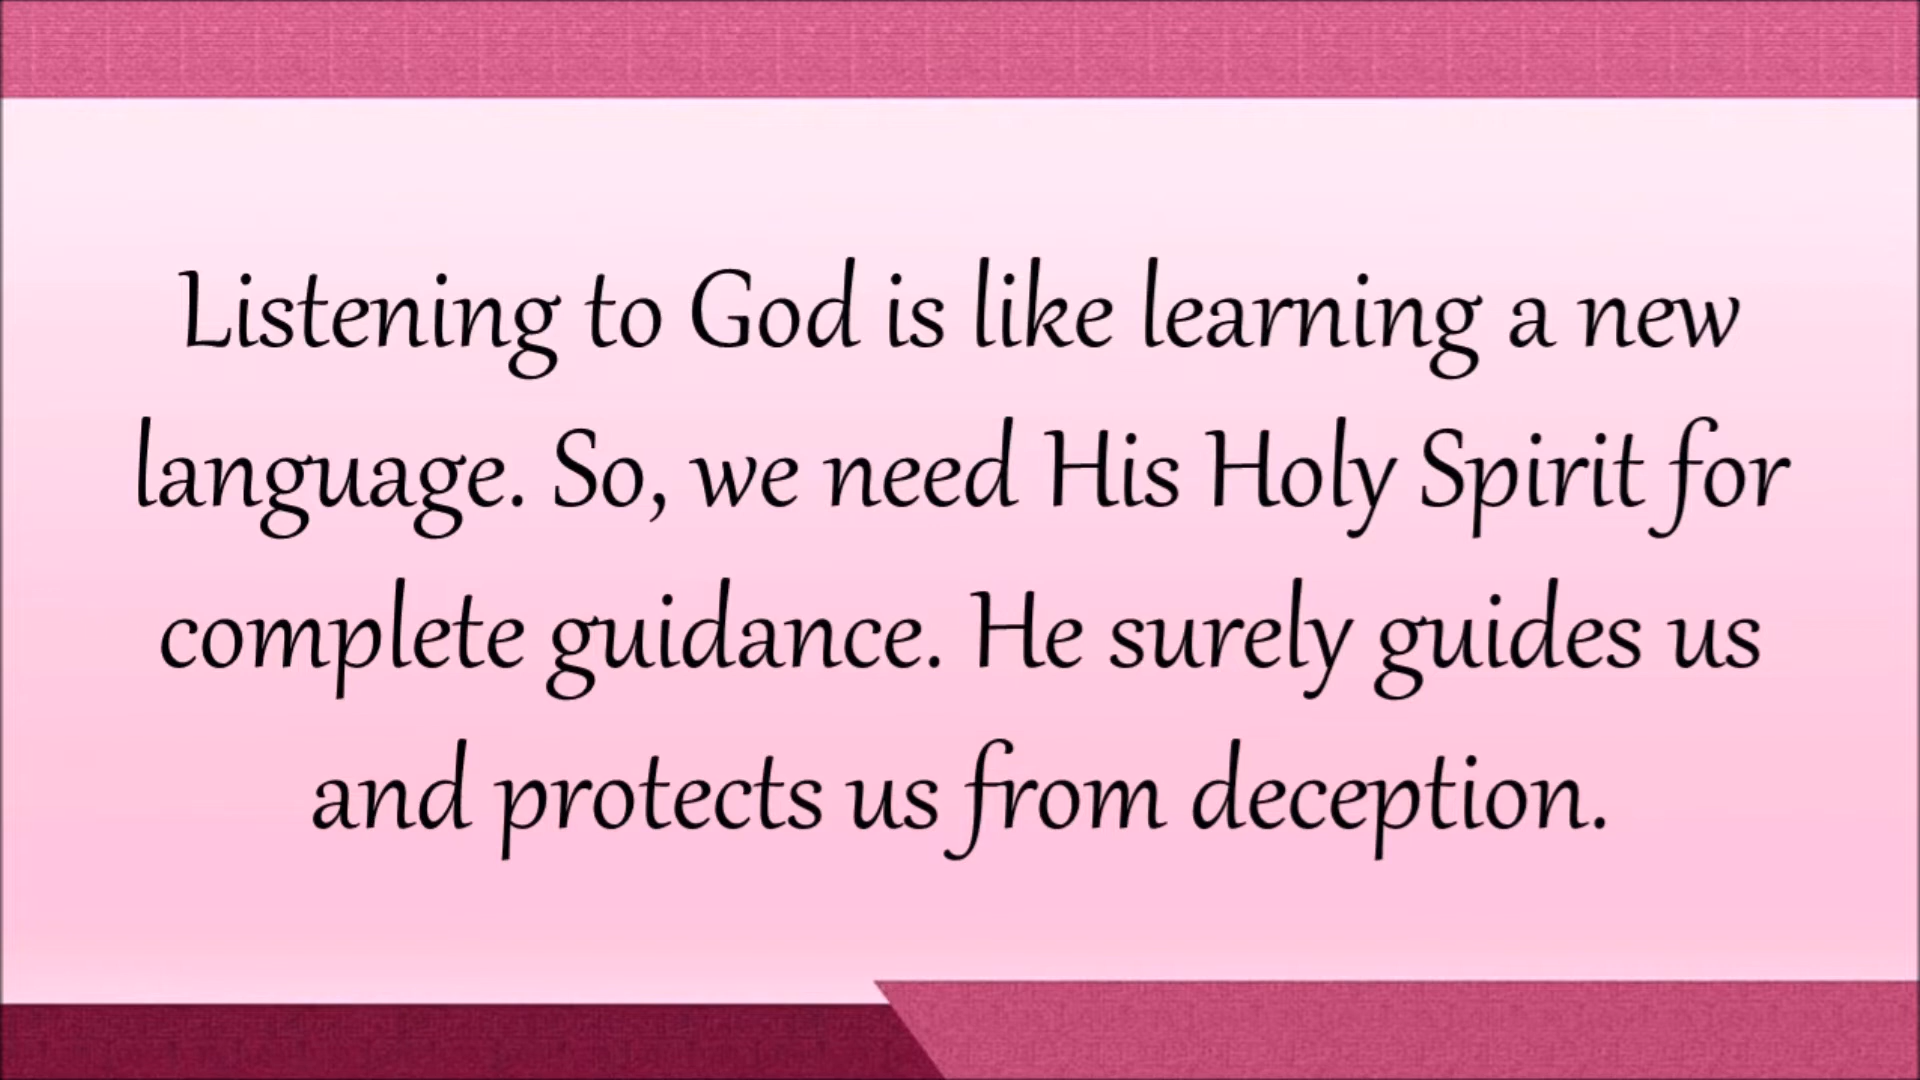 Listening to God is like learning a new
language. So, we need His Holy Spirit for
complete guidance. He surely guides us
and protects us from deception.